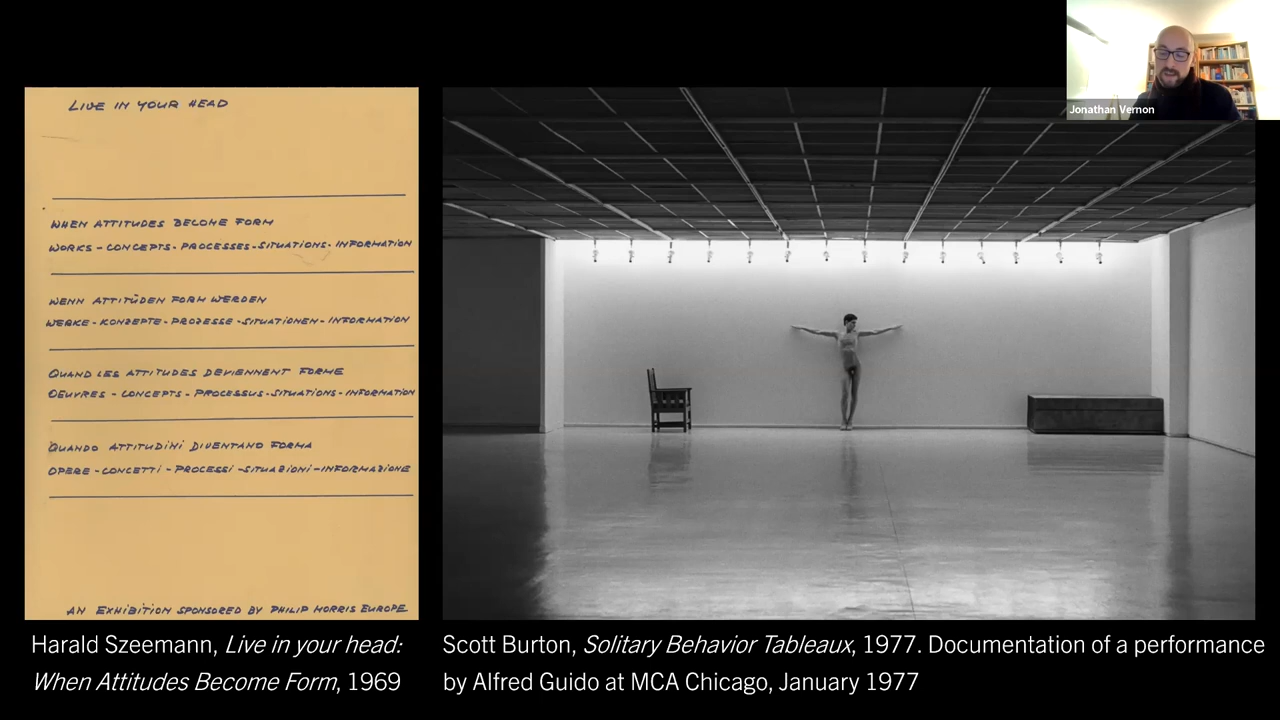 LIVE IN YOUR HEAD
WHEN ATTITUDES BECOME FORM
WORKS - CONCEPTS - PROCESSES - SITUATIONS - INFORMATION
WENN ATTITÜDEN FORM WERDEN
WERKE - KONZEPTE - PROZESSE - SITUATIONEN - INFORMATION
QUAND LES ATTITUDES DEVIENNENT FORME
OEUVRES - CONCEPTS - PROCESSUS - SITUATIONS - INFORMATION
QUANDO ATTITUDINI DIVENTANO FORMA
OPERE - CONCETTI - PROCESSI - SITUAZIONI - INFORMAZIONE
AN EXHIBITION SPONSORED BY PHILIP MORRIS EUROPE
Harald Szeemann, Live in your head:
When Attitudes Become Form, 1969
Scott Burton, Solitary Behavior Tableaux, 1977. Documentation of a performance
by Alfred Guido at MCA Chicago, January 1977
Jonathan Vernon